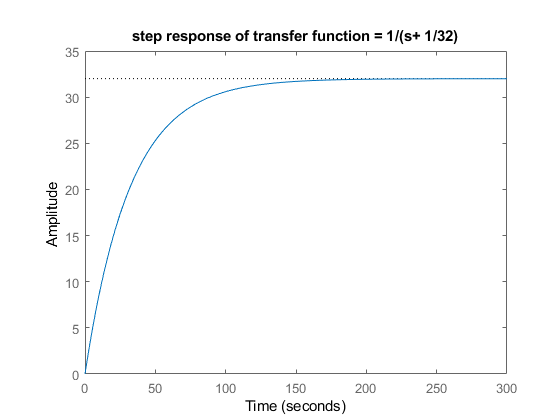 step response of transfer function = 1/(s+ 1/32)
35
30
25
20
15
10
5
0
Amplitude
0 50 100 150 200 250 300
Time (seconds)